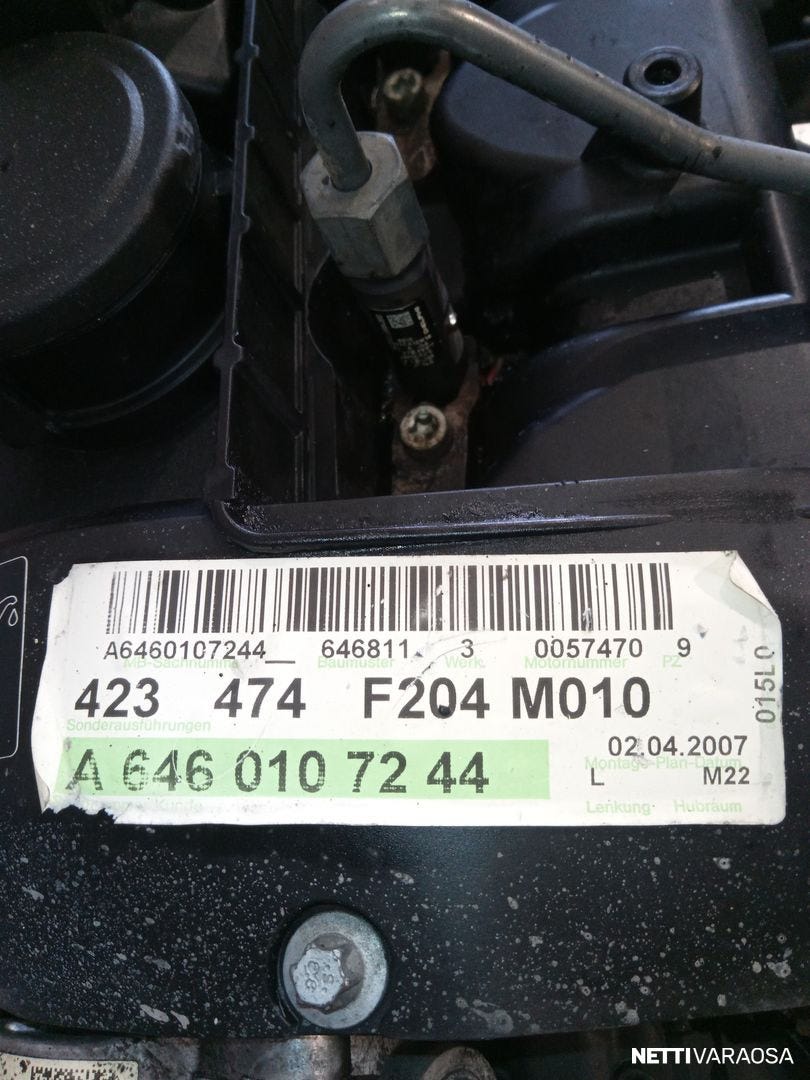 A6460107244_ 646811 3 0057470 9
MB-Sachnummer Baumuster Werk Motornummer PZ
423 474 F204 M010
015L0
Sonderausführungen
02.04.2007
A 646 010 72 44
Montage-Plan-Datum
L M22
Kunde Lenkung Hubraum
NETTIVARAOSA